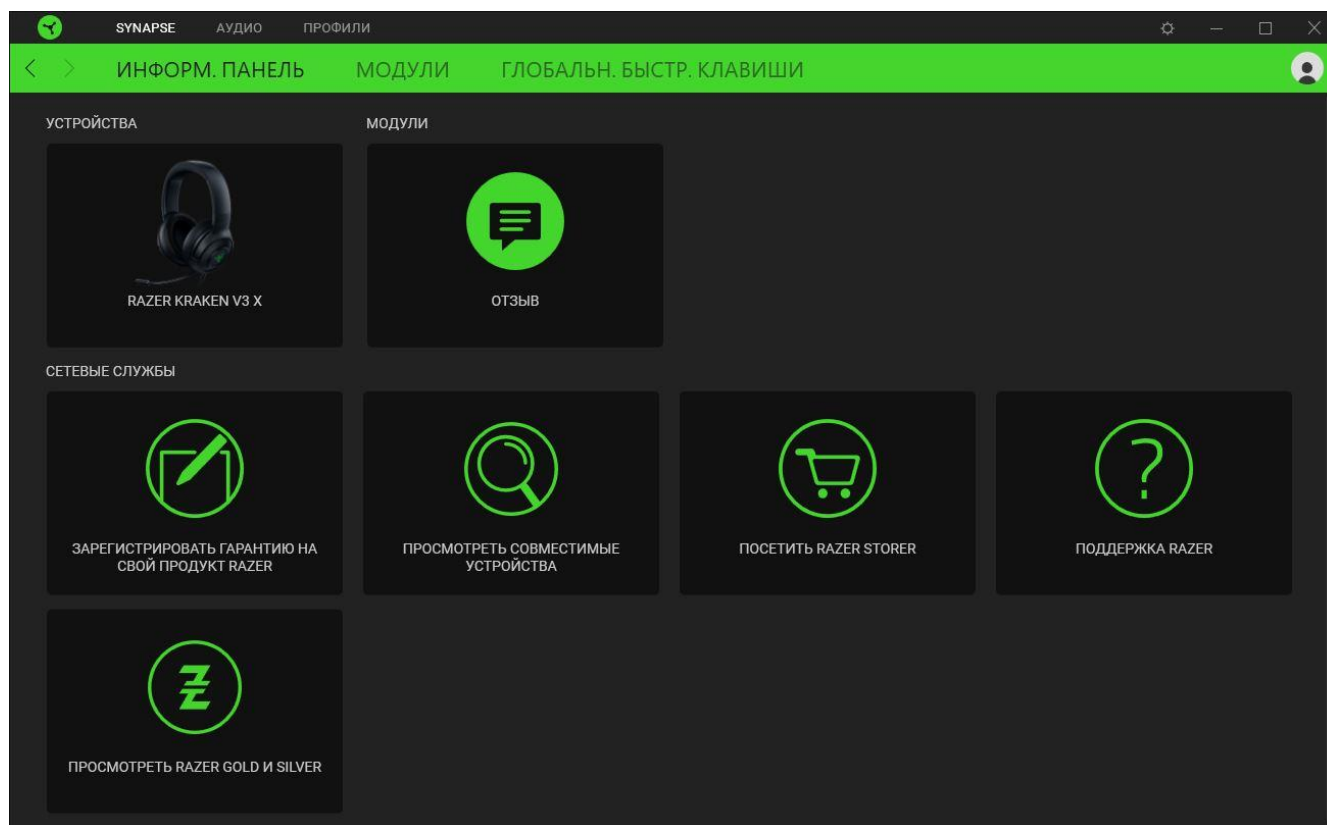 SYNAPSE АУДИО ПРОФИЛИ
ИНФОРМ. ПАНЕЛЬ МОДУЛИ ГЛОБАЛЬН. БЫСТР. КЛАВИШИ
УСТРОЙСТВА МОДУЛИ
RAZER KRAKEN V3 X ОТЗЫВ
СЕТЕВЫЕ СЛУЖБЫ
ЗАРЕГИСТРИРОВАТЬ ГАРАНТИЮ НА
СВОЙ ПРОДУКТ RAZER
ПРОСМОТРЕТЬ СОВМЕСТИМЫЕ
УСТРОЙСТВА
ПОСЕТИТЬ RAZER STORER
ПОДДЕРЖКА RAZER
ПРОСМОТРЕТЬ RAZER GOLD И SILVER